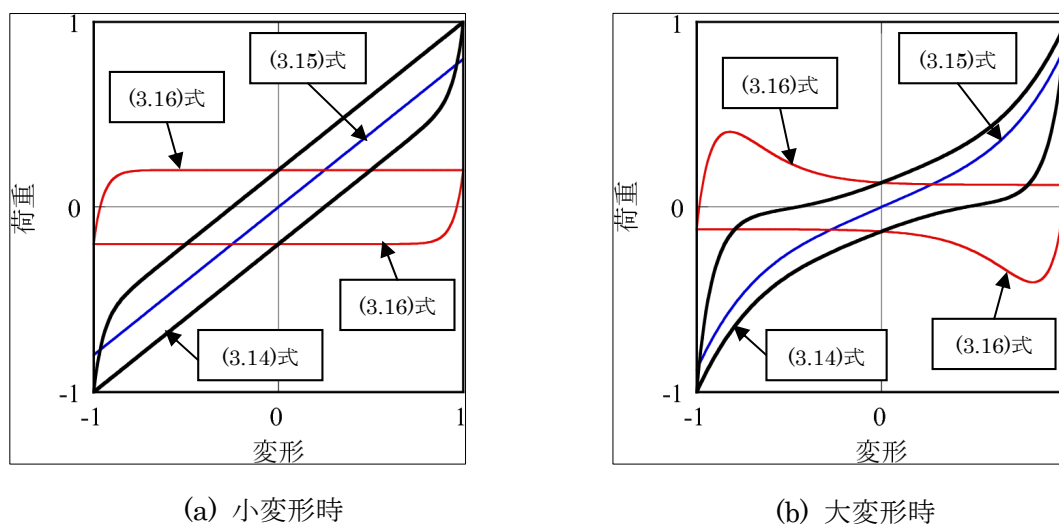 1
(3.15)式
(3.16)式
荷重
0
(3.16)式
(3.14)式
-1
-1
0
1
変形
(a) 小変形時
1
(3.15)式
(3.16)式
荷重
0
(3.14)式
(3.16)式
-1
-1
0
変形
(b) 大変形時